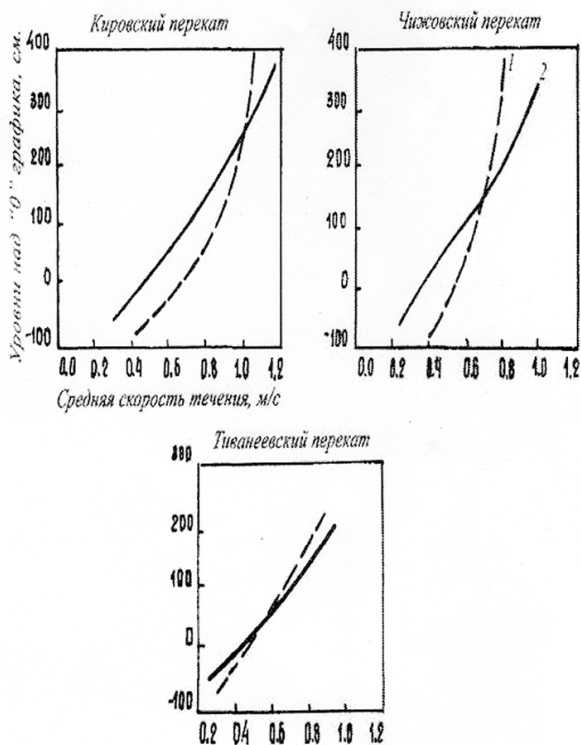 Кировский перекат
Чижовский перекат
Уровни над "0" графика, см.
400
300
200
100
0
-100
0.0 0.2 0.4 0.6 0.8 1.0 1.2
Средняя скорость течения, м/с
400
300
200
100
0
-100
1
2
0.0 0.2 0.4 0.6 0.8 1.0 1.2
Тиванеевский перекат
300
200
100
0
-100
0.2 0.4 0.6 0.8 1.0 1.2